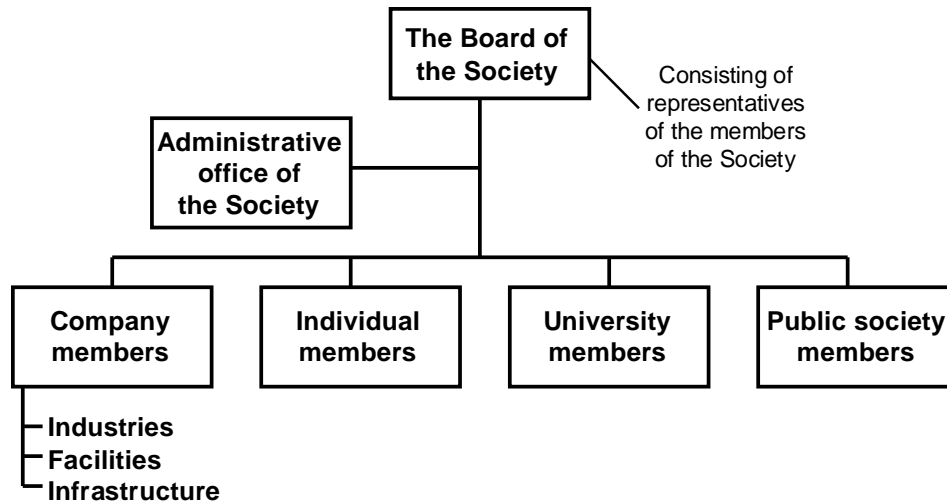 The Board of
the Society
Consisting of
representatives
of the members
of the Society
Administrative
office of
the Society
Company
members
Individual
members
University
members
Public society
members
Industries
Facilities
Infrastructure